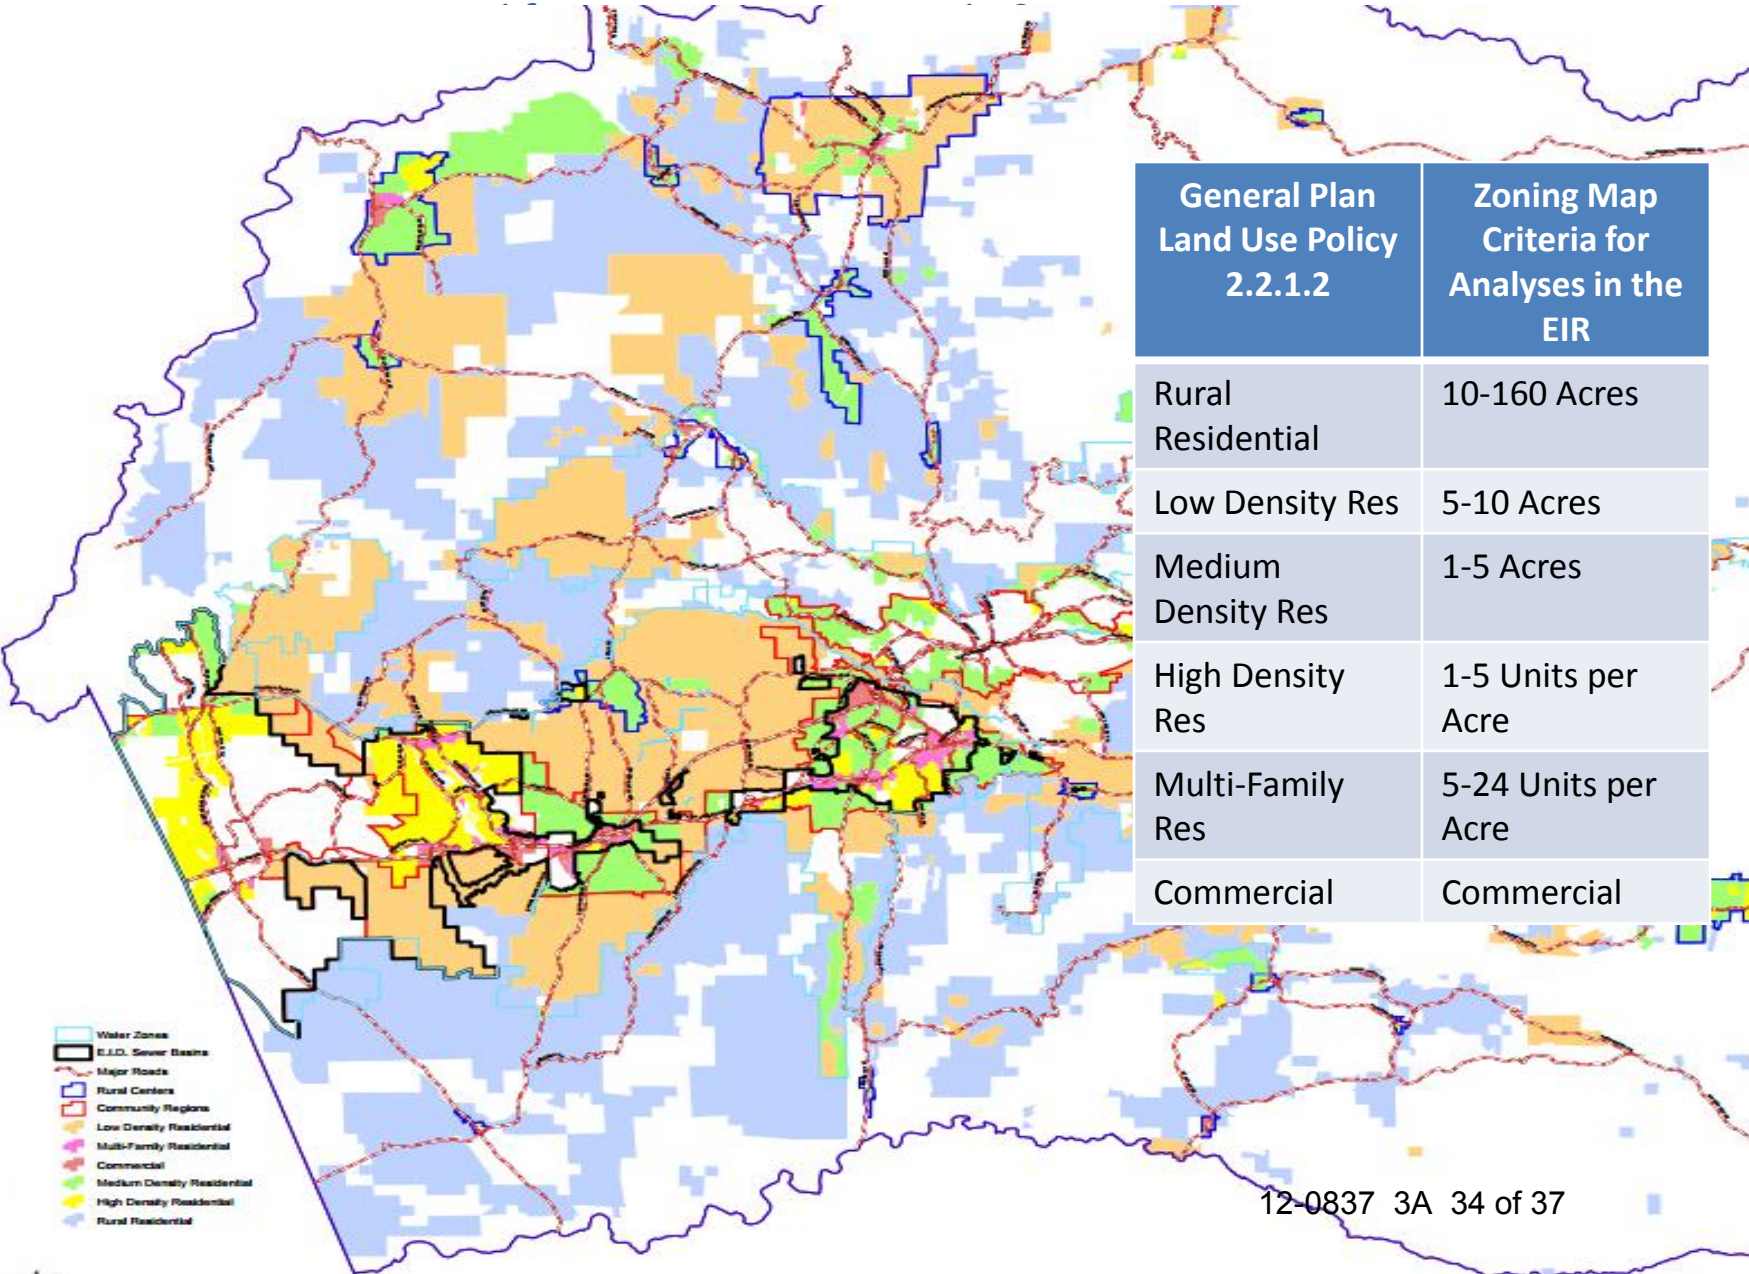 General Plan
Land Use Policy
2.2.1.2
Zoning Map
Criteria for
Analyses in the
EIR
Rural
Residential
10-160 Acres
Low Density Res
5-10 Acres
Medium
Density Res
1-5 Acres
High Density
Res
1-5 Units per
Acre
Multi-Family
Res
5-24 Units per
Acre
Commercial
Commercial
Water Zones
E.I.D. Sewer Basins
Major Roads
Rural Centers
Community Regions
Low Density Residential
Multi-Family Residential
Commercial
Medium Density Residential
High Density Residential
Rural Residential
12-0837 3A 34 of 37